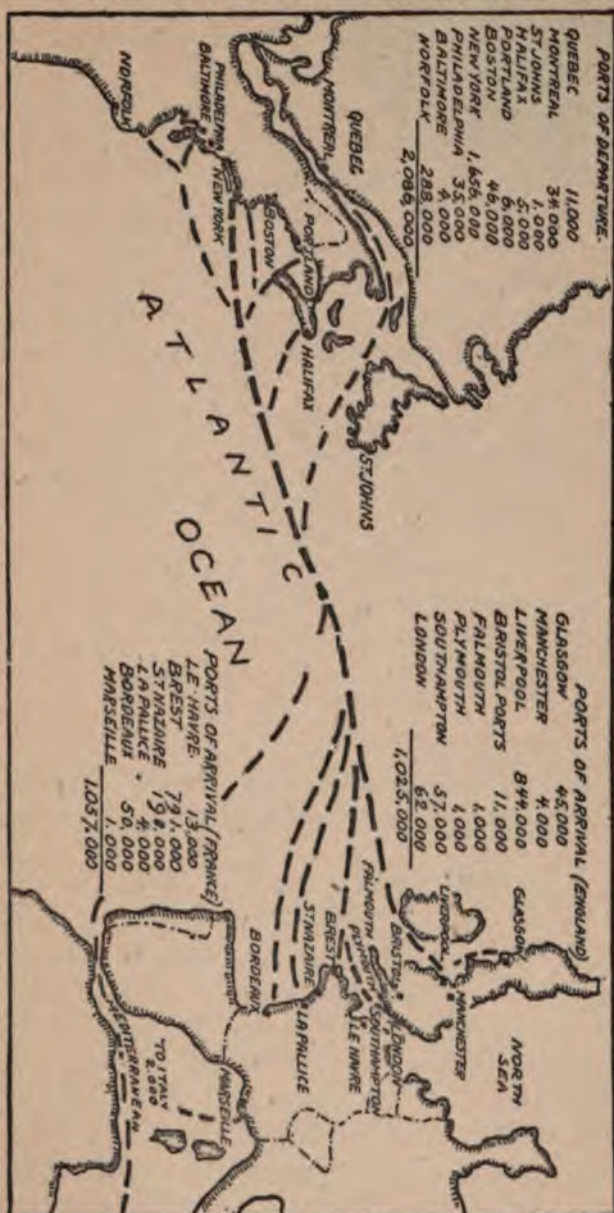 PORTS OF DEPARTURE.
QUEBEC 11,000
MONTREAL 34,000
ST JOHNS 1,000
HALIFAX 5,000
PORTLAND 6,000
BOSTON 46,000
NEW YORK 1,656,000
PHILADELPHIA 35,000
BALTIMORE 4,000
NORFOLK 288,000
2,086,000
PORTS OF ARRIVAL (ENGLAND)
GLASGOW 45,000
MANCHESTER 4,000
LIVERPOOL 844,000
BRISTOL PORTS 11,000
FALMOUTH 1,000
PLYMOUTH 1,000
SOUTHAMPTON 57,000
LONDON 62,000
1,025,000
PORTS OF ARRIVAL (FRANCE)
LE HAVRE 13,000
BREST 791,000
ST NAZAIRE 198,000
LA PALLICE 4,000
BORDEAUX 50,000
MARSEILLE 1,000
1,057,000
QUEBEC
MONTREAL
ST JOHNS
PORTLAND
HALIFAX
BOSTON
NEW YORK
PHILADELPHIA
BALTIMORE
NORFOLK
ATLANTIC
OCEAN
NORTH
SEA
GLASGOW
LIVERPOOL
MANCHESTER
BRISTOL
LONDON
FALMOUTH
PLYMOUTH
SOUTHAMPTON
LE HAVRE
BREST
ST NAZAIRE
LA PALLICE
BORDEAUX
MARSEILLE
TO ITALY
2,000
MEDITERRANEAN